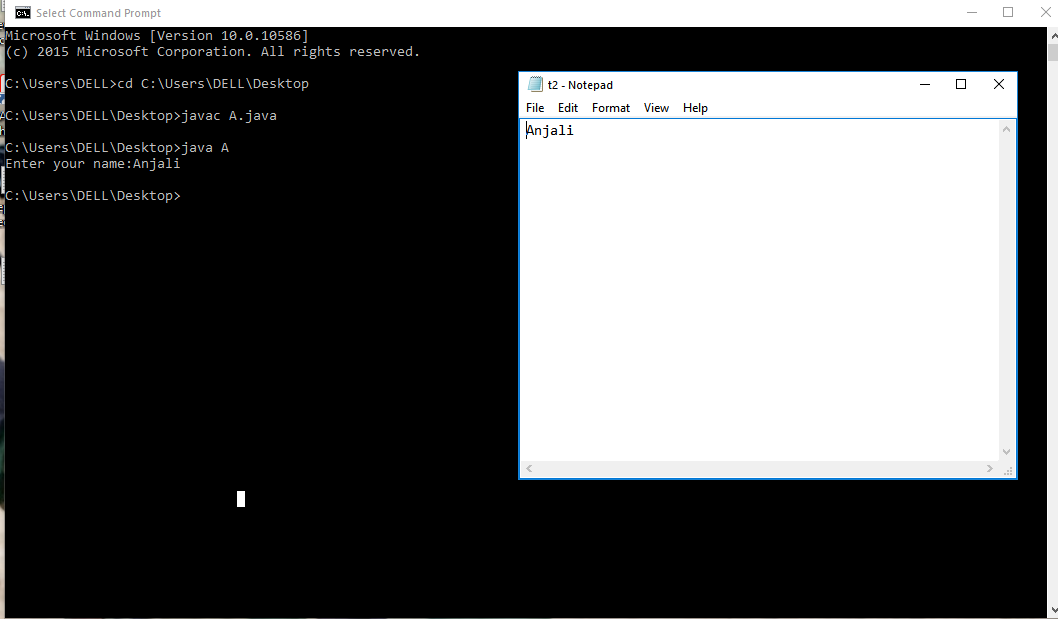 Select Command Prompt
Microsoft Windows [Version 10.0.10586]
(c) 2015 Microsoft Corporation. All rights reserved.
C:\Users\DELL>cd C:\Users\DELL\Desktop
C:\Users\DELL\Desktop>javac A.java
C:\Users\DELL\Desktop>java A
Enter your name:Anjali
C:\Users\DELL\Desktop>
t2 - Notepad
File Edit Format View Help
Anjali